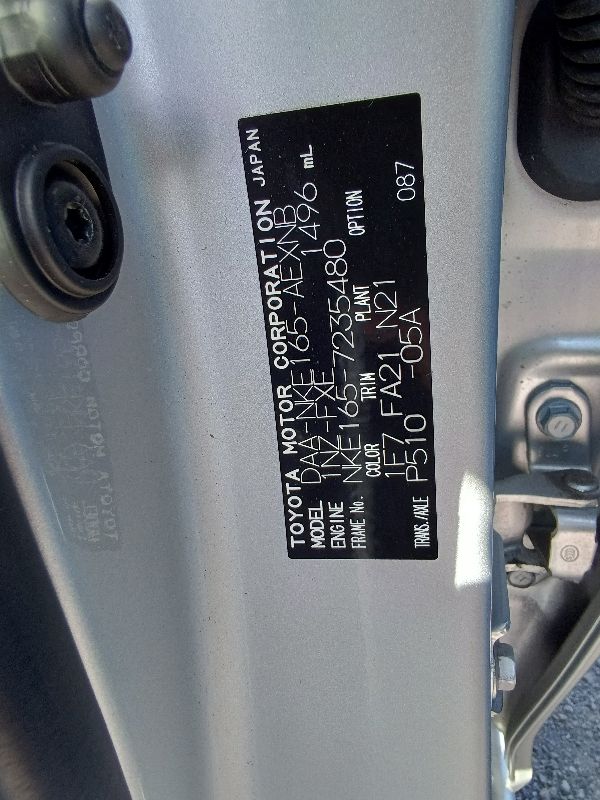 TOYOTA MOTOR CORPORATION JAPAN
MODEL DAA-NKE165-AEXNB
ENGINE 1NZ-FXE 1496 mL
FRAME No. NKE165-7235480
COLOR TRIM PLANT OPTION
1F7 FA21 N21
TRANS./AXLE P510 -05A 087